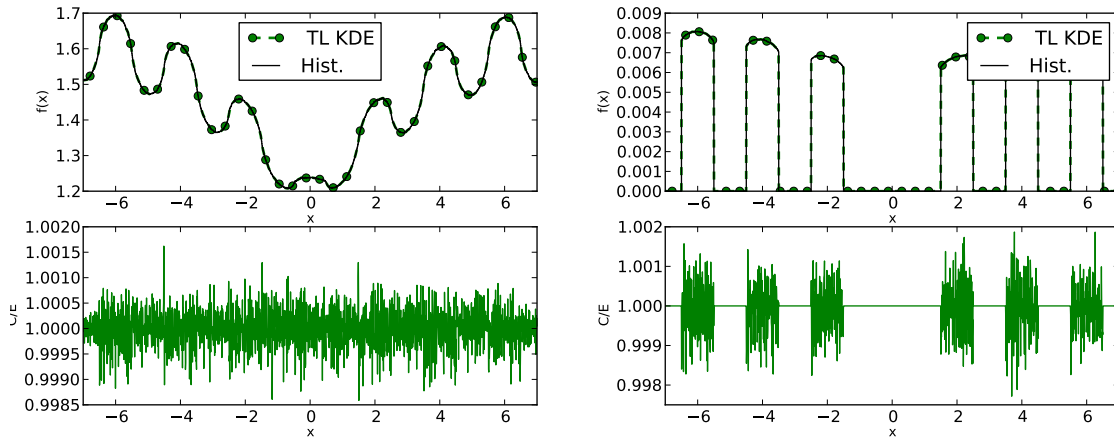 1.7
1.6
1.5
1.4
1.3
1.2
f(x)
TL KDE
Hist.
−6 −4 −2 0 2 4 6
x
0.009
0.008
0.007
0.006
0.005
0.004
0.003
0.002
0.001
0.000
f(x)
TL KDE
Hist.
−6 −4 −2 0 2 4 6
x
1.0020
1.0015
1.0010
1.0005
1.0000
0.9995
0.9990
0.9985
C/E
−6 −4 −2 0 2 4 6
x
1.002
1.001
1.000
0.999
0.998
C/E
−6 −4 −2 0 2 4 6
x